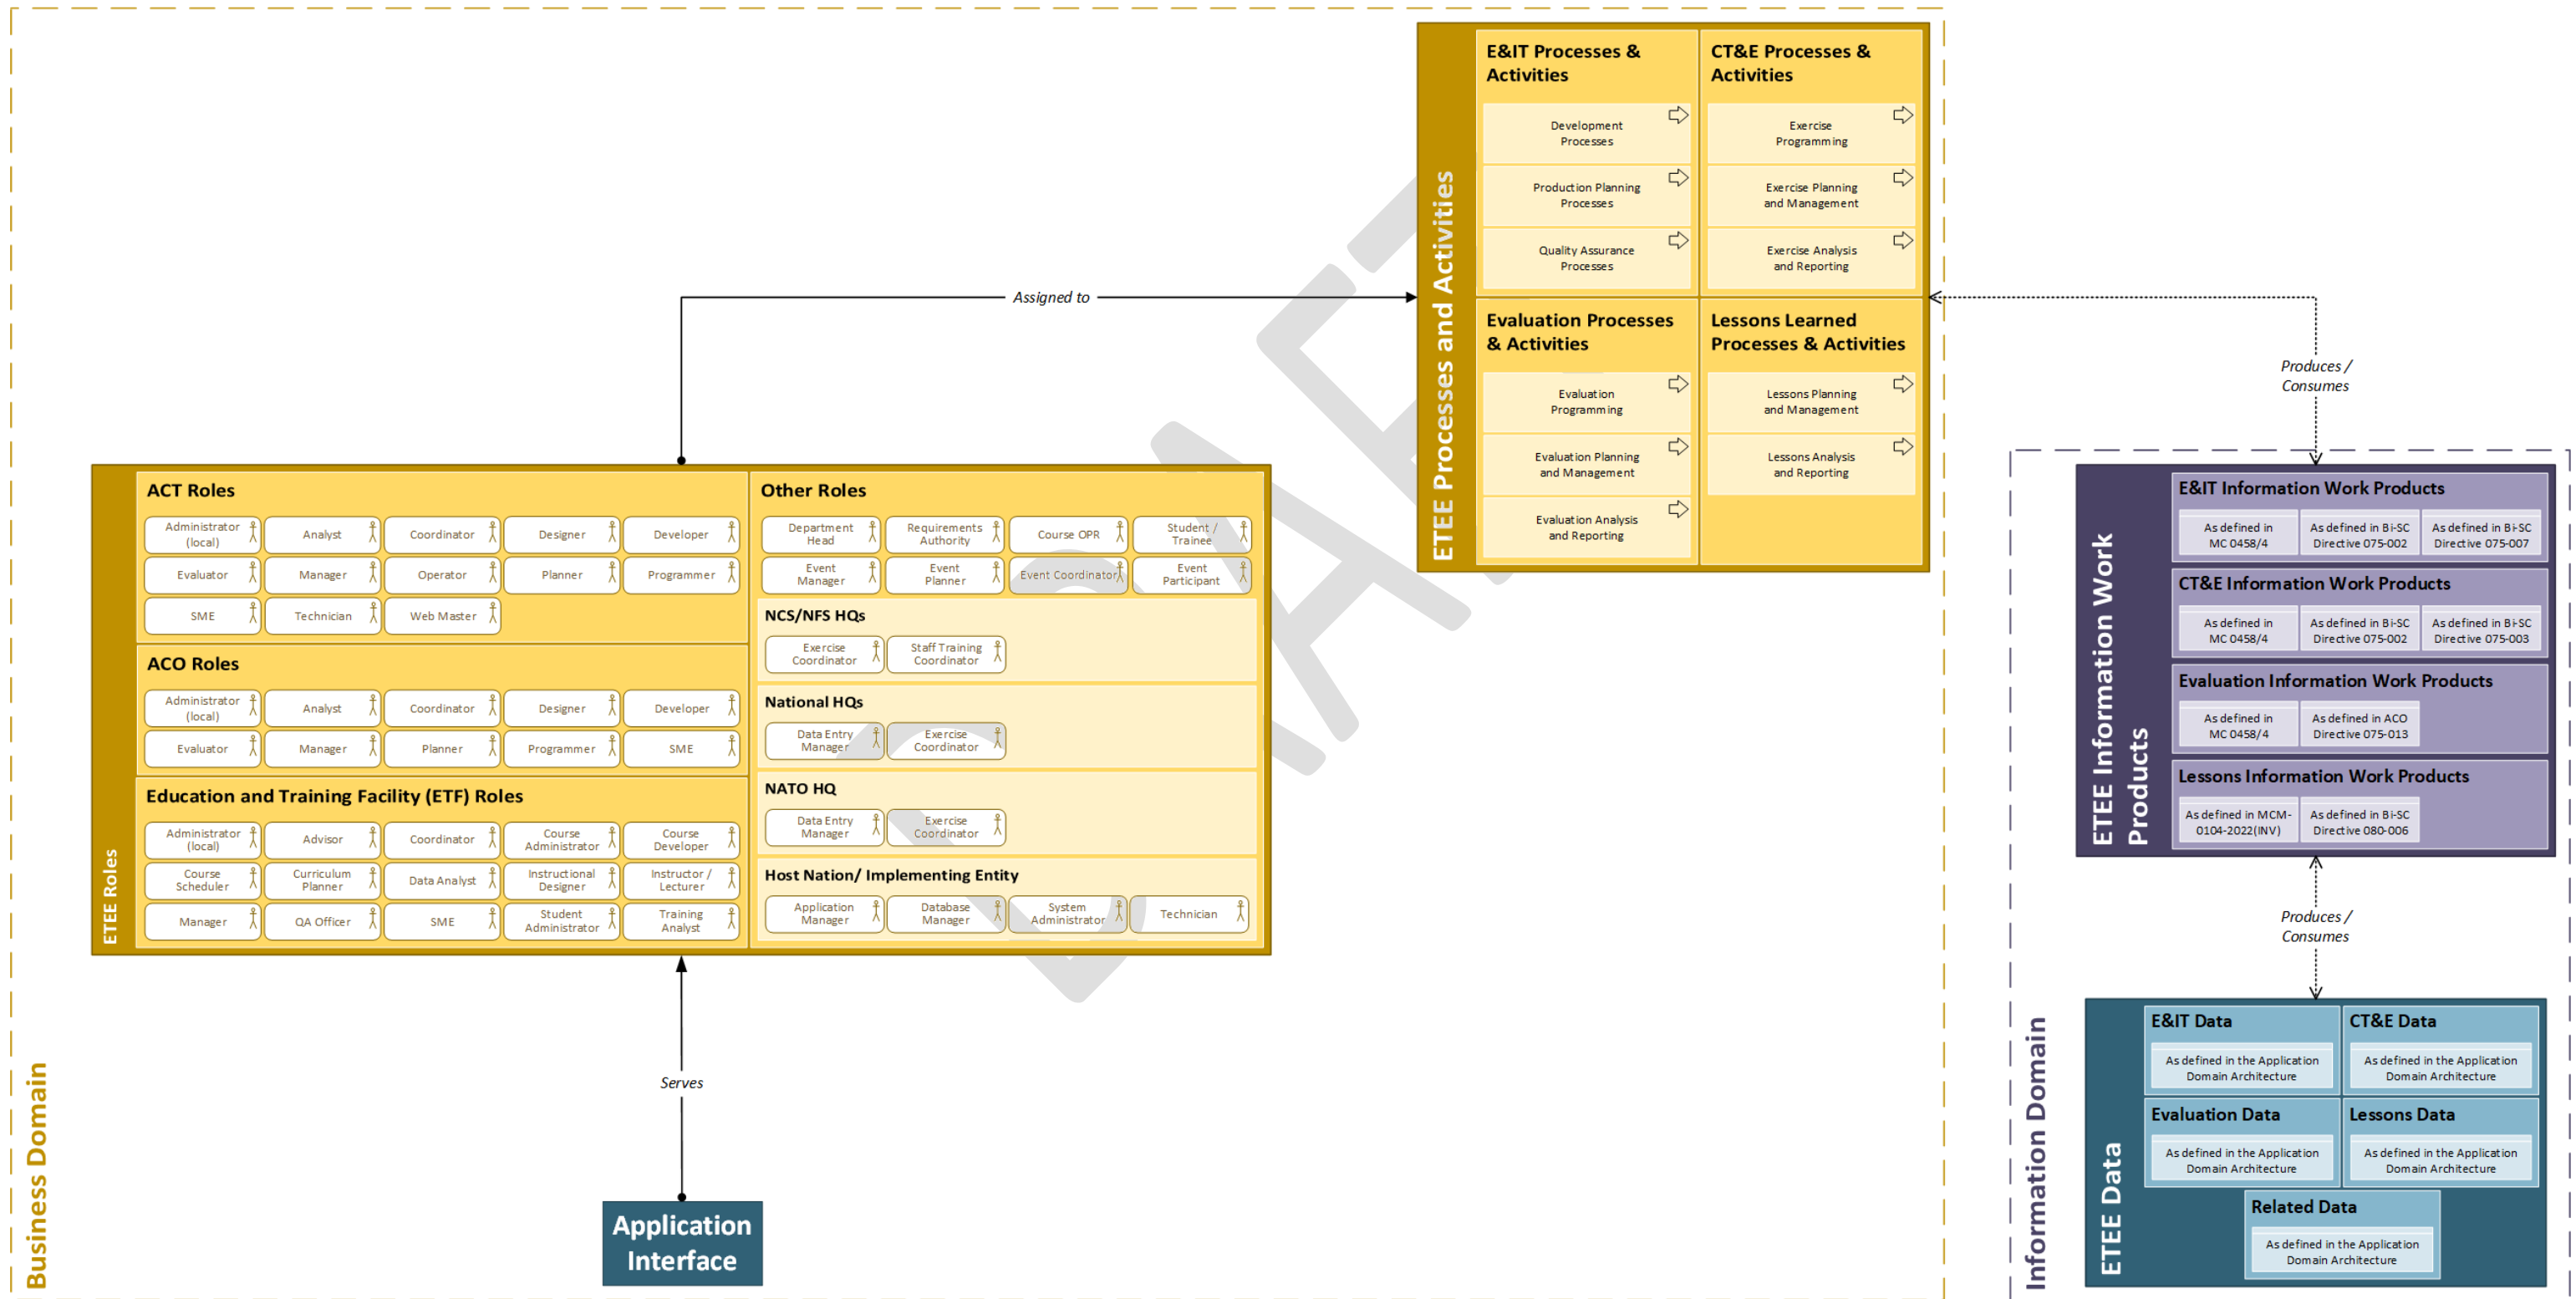 E&IT Processes &
Activities
Development
Processes
Production Planning
Processes
Quality Assurance
Processes
CT&E Processes &
Activities
Exercise
Programming
Exercise Planning
and Management
Exercise Analysis
and Reporting
Evaluation Processes
& Activities
Evaluation
Programming
Evaluation Planning
and Management
Evaluation Analysis
and Reporting
Lessons Learned
Processes & Activities
Lessons Planning
and Management
Lessons Analysis
and Reporting
ETEE Processes and Activities
Assigned to
Produces /
Consumes
DRAFT
ETEE Roles
ACT Roles
Administrator
(local)
Analyst
Coordinator
Designer
Developer
Evaluator
Manager
Operator
Planner
Programmer
SME
Technician
Web Master
ACO Roles
Administrator
(local)
Analyst
Coordinator
Designer
Developer
Evaluator
Manager
Planner
Programmer
SME
Education and Training Facility (ETF) Roles
Administrator
(local)
Advisor
Coordinator
Course
Administrator
Course
Developer
Course
Scheduler
Curriculum
Planner
Data Analyst
Instructional
Designer
Instructor /
Lecturer
Manager
QA Officer
SME
Student
Administrator
Training
Analyst
Other Roles
Department
Head
Requirements
Authority
Course OPR
Student /
Trainee
Event
Manager
Event
Planner
Event Coordinator
Event
Participant
NCS/NFS HQs
Exercise
Coordinator
Staff Training
Coordinator
National HQs
Data Entry
Manager
Exercise
Coordinator
NATO HQ
Data Entry
Manager
Exercise
Coordinator
Host Nation/ Implementing Entity
Application
Manager
Database
Manager
System
Administrator
Technician
Serves
Application
Interface
Business Domain
ETEE Information Work
Products
E&IT Information Work Products
As defined in
MC 0458/4
As defined in Bi-SC
Directive 075-002
As defined in Bi-SC
Directive 075-007
CT&E Information Work Products
As defined in
MC 0458/4
As defined in Bi-SC
Directive 075-002
As defined in Bi-SC
Directive 075-003
Evaluation Information Work Products
As defined in
MC 0458/4
As defined in ACO
Directive 075-013
Lessons Information Work Products
As defined in MCM-
0104-2022(INV)
As defined in Bi-SC
Directive 080-006
Produces /
Consumes
ETEE Data
E&IT Data
As defined in the Application
Domain Architecture
CT&E Data
As defined in the Application
Domain Architecture
Evaluation Data
As defined in the Application
Domain Architecture
Lessons Data
As defined in the Application
Domain Architecture
Related Data
As defined in the Application
Domain Architecture
Information Domain